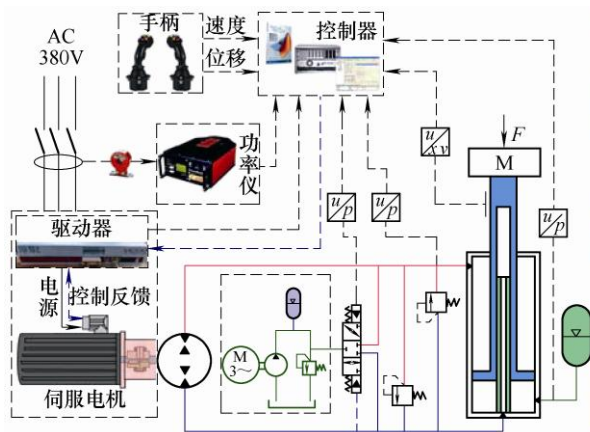 AC
380V
手柄
速度
位移
控制器
功率仪
驱动器
电源
控制反馈
伺服电机
M
3~
u/p
u/p
u/xv
F
M
u/p